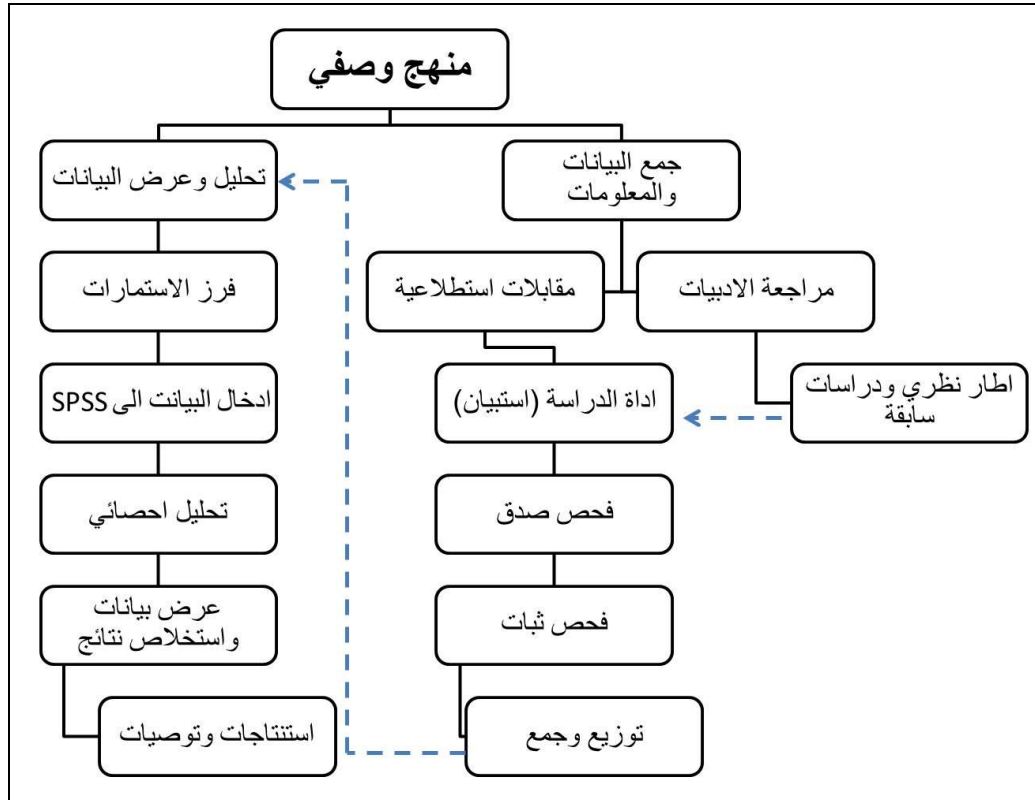 منهج وصفي
جمع البيانات
والمعلومات
مراجعة الادبيات
مقابلات استطلاعية
اطار نظري ودراسات
سابقة
اداة الدراسة (استبيان)
فحص صدق
فحص ثبات
توزيع وجمع
تحليل وعرض البيانات
فرز الاستمارات
ادخال البيانت الى SPSS
تحليل احصائي
عرض بيانات
واستخلاص نتائج
استنتاجات وتوصيات